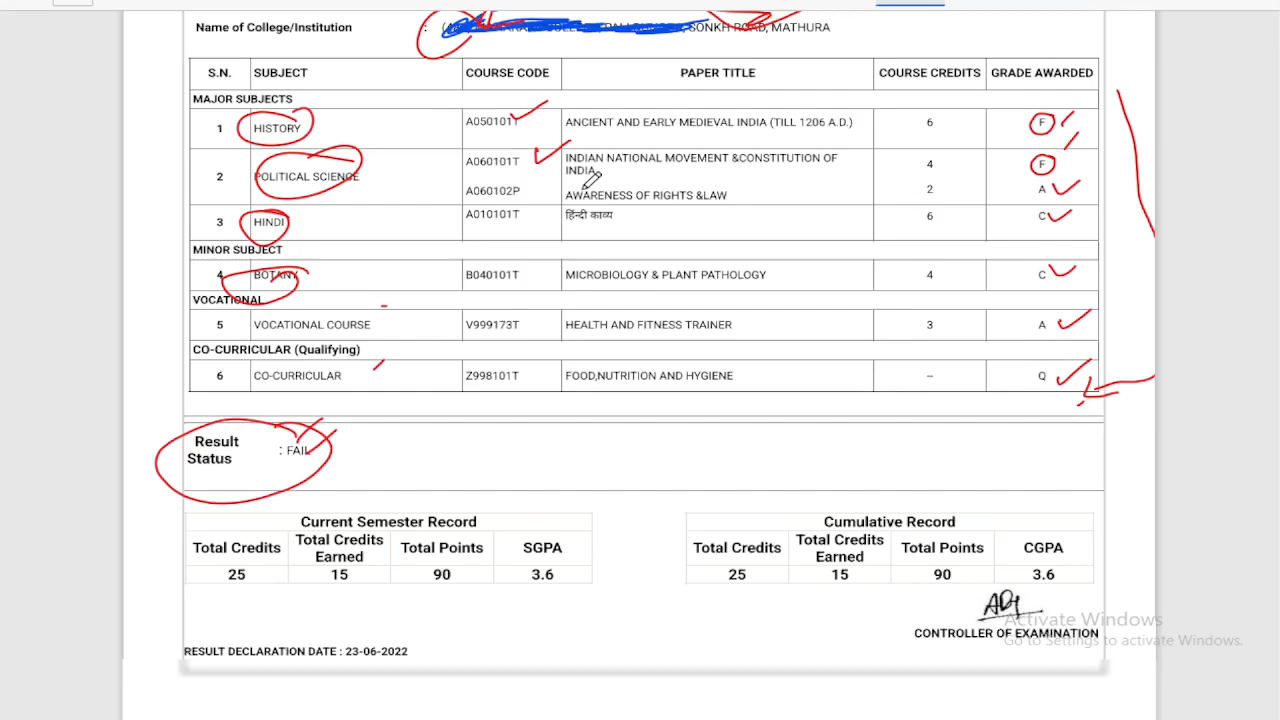 Name of College/Institution : SONKH ROAD, MATHURA
S.N. SUBJECT COURSE CODE PAPER TITLE COURSE CREDITS GRADE AWARDED
MAJOR SUBJECTS
1 HISTORY A050101T ANCIENT AND EARLY MEDIEVAL INDIA (TILL 1206 A.D.) 6 F
2 POLITICAL SCIENCE A060101T INDIAN NATIONAL MOVEMENT &CONSTITUTION OF 4 F
INDIA
A060102P AWARENESS OF RIGHTS &LAW 2 A
3 HINDI A010101T हिंन्दी काव्य 6 C
MINOR SUBJECT
4 BOTANY B040101T MICROBIOLOGY & PLANT PATHOLOGY 4 C
VOCATIONAL
5 VOCATIONAL COURSE V999173T HEALTH AND FITNESS TRAINER 3 A
CO-CURRICULAR (Qualifying)
6 CO-CURRICULAR Z998101T FOOD,NUTRITION AND HYGIENE -- Q
Result
Status : FAIL
Current Semester Record
Total Credits Total Credits Earned Total Points SGPA
25 15 90 3.6
Cumulative Record
Total Credits Total Credits Earned Total Points CGPA
25 15 90 3.6
Activate Windows
CONTROLLER OF EXAMINATION
Go to Settings to activate Windows.
RESULT DECLARATION DATE : 23-06-2022